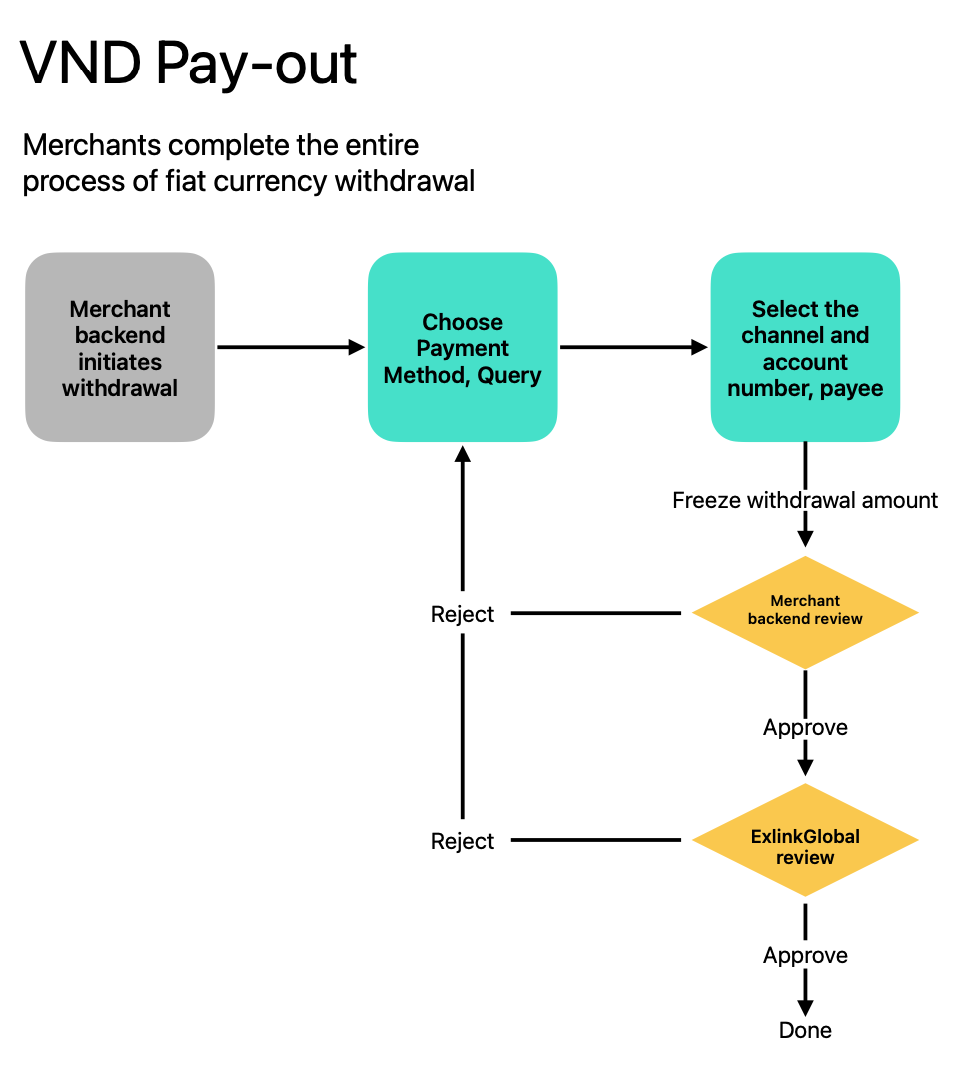 VND Pay-out
Merchants complete the entire
process of fiat currency withdrawal
Merchant
backend
initiates
withdrawal
Choose
Payment
Method, Query
Select the
channel and
account
number, payee
Freeze withdrawal amount
Merchant
backend review
Reject
Approve
ExlinkGlobal
review
Reject
Approve
Done